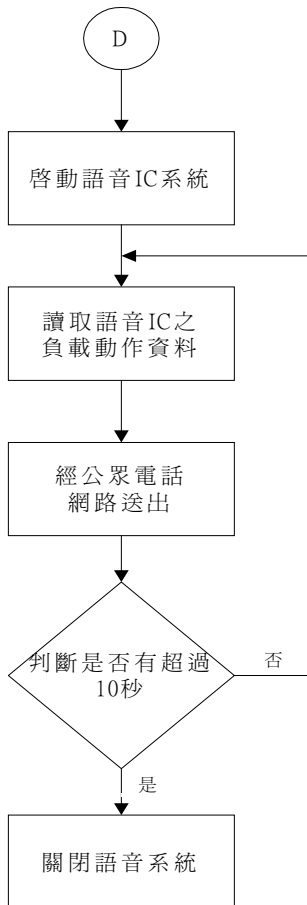 D
啓動語音IC系統
讀取語音IC之
負載動作資料
經公眾電話
網路送出
判斷是否有超過
10秒
否
是
關閉語音系統